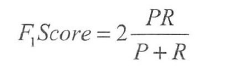 F₁Score = 2 PR / P + R